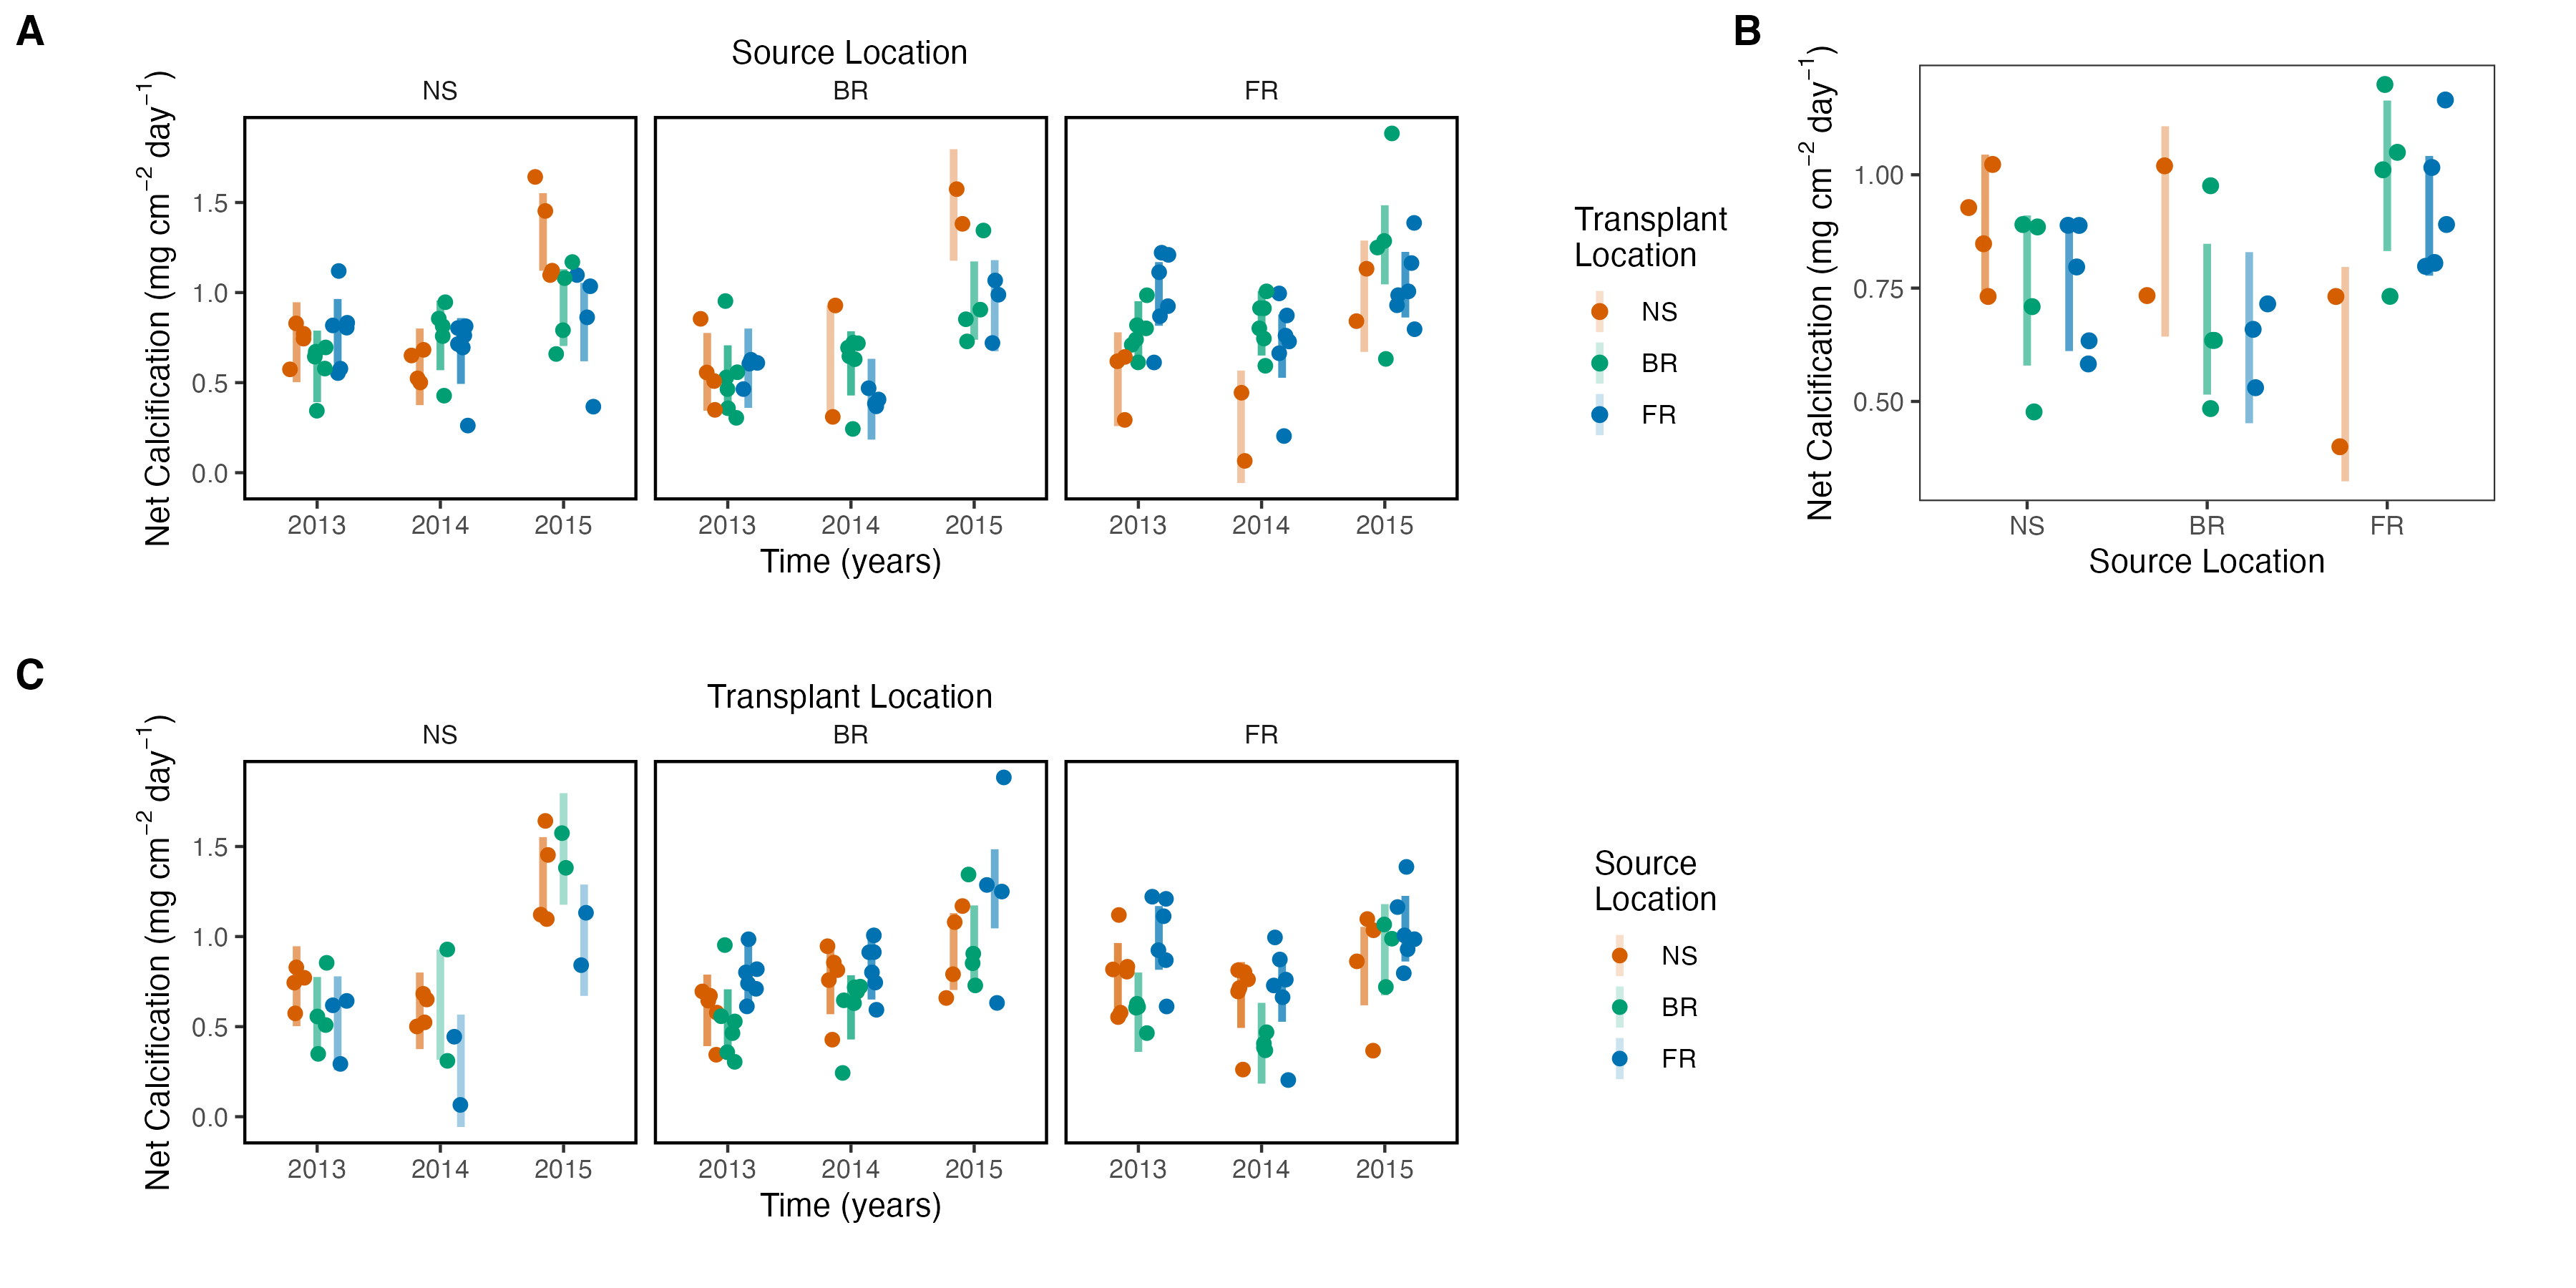 A
Source Location
NS BR FR
Net Calcification (mg cm−2 day−1)
1.5
1.0
0.5
0.0
2013 2014 2015 2013 2014 2015 2013 2014 2015
Time (years)
Transplant
Location
NS
BR
FR
B
Net Calcification (mg cm−2 day−1)
1.00
0.75
0.50
NS BR FR
Source Location
C
Transplant Location
NS BR FR
Net Calcification (mg cm−2 day−1)
1.5
1.0
0.5
0.0
2013 2014 2015 2013 2014 2015 2013 2014 2015
Time (years)
Source
Location
NS
BR
FR